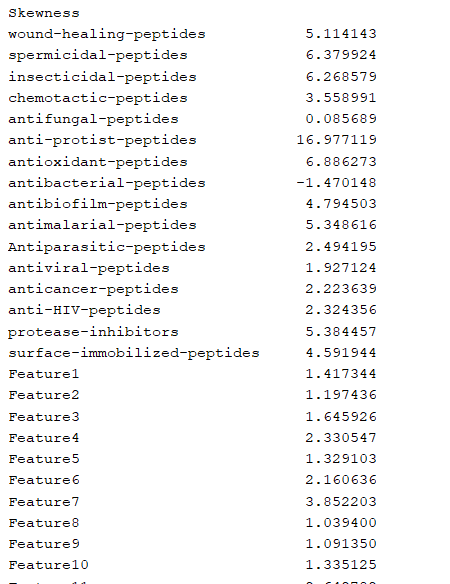 Skewness
wound-healing-peptides 5.114143
spermicidal-peptides 6.379924
insecticidal-peptides 6.268579
chemotactic-peptides 3.558991
antifungal-peptides 0.085689
anti-protist-peptides 16.977119
antioxidant-peptides 6.886273
antibacterial-peptides -1.470148
antibiofilm-peptides 4.794503
antimalarial-peptides 5.348616
Antiparasitic-peptides 2.494195
antiviral-peptides 1.927124
anticancer-peptides 2.223639
anti-HIV-peptides 2.324356
protease-inhibitors 5.384457
surface-immobilized-peptides 4.591944
Feature1 1.417344
Feature2 1.197436
Feature3 1.645926
Feature4 2.330547
Feature5 1.329103
Feature6 2.160636
Feature7 3.852203
Feature8 1.039400
Feature9 1.091350
Feature10 1.335125